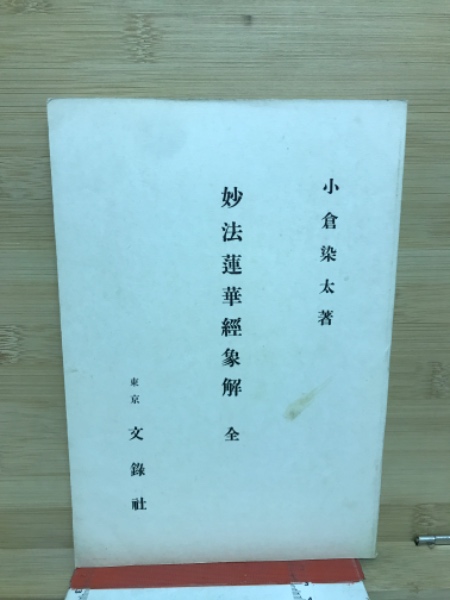 小倉染太著
妙法蓮華經象解 全
東京 文錄社